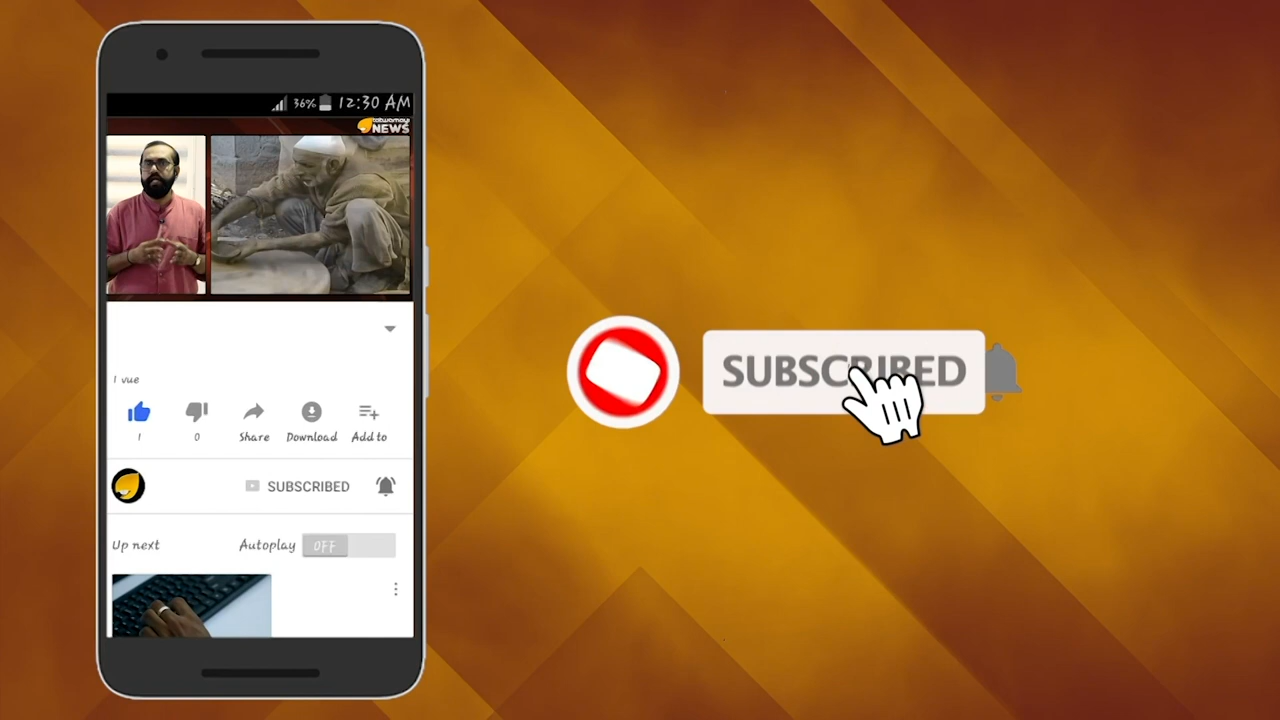 36% 12:30 AM
tatwamayi
NEWS
1 vue
1
0
Share
Download
Add to
SUBSCRIBED
Up next
Autoplay
OFF
SUBSCRIBED